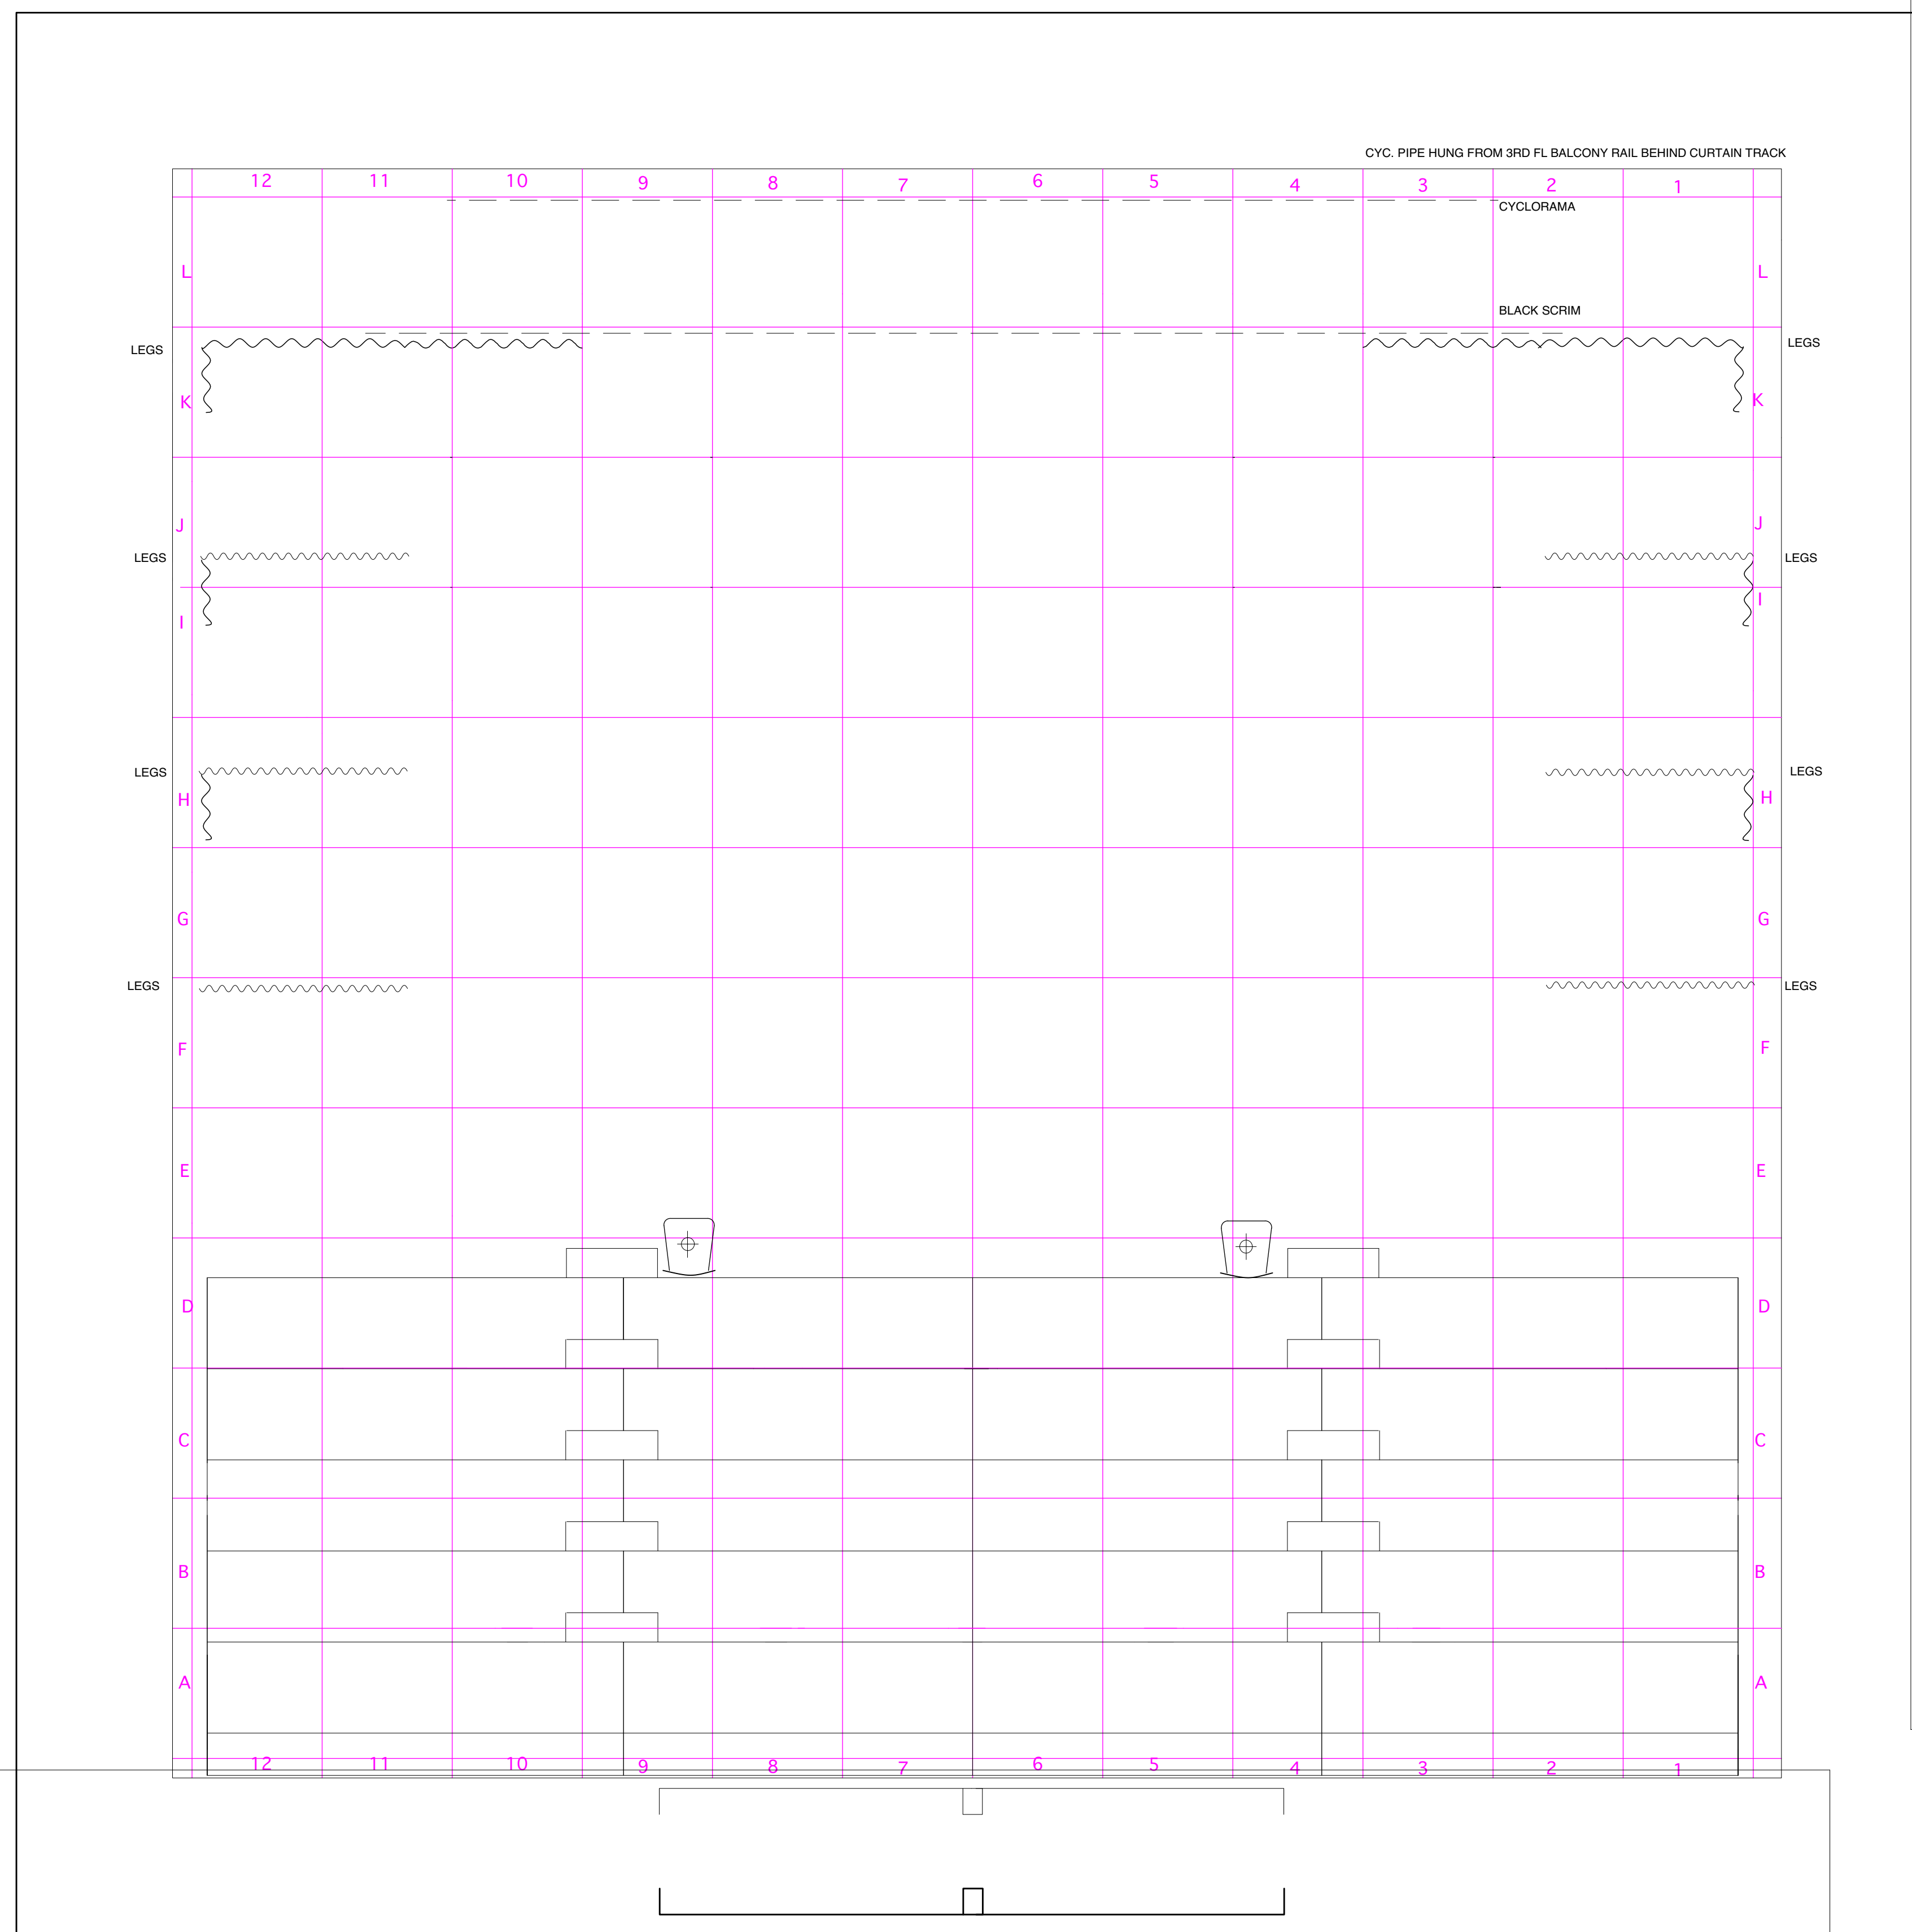 CYC. PIPE HUNG FROM 3RD FL BALCONY RAIL BEHIND CURTAIN TRACK
12 11 10 9 8 7 6 5 4 3 2 1
CYCLORAMA
L L
BLACK SCRIM
LEGS LEGS
K K
J J
LEGS LEGS
I I
LEGS LEGS
H H
G G
LEGS LEGS
F F
E E
D D
C C
B B
A A
12 11 10 9 8 7 6 5 4 3 2 1